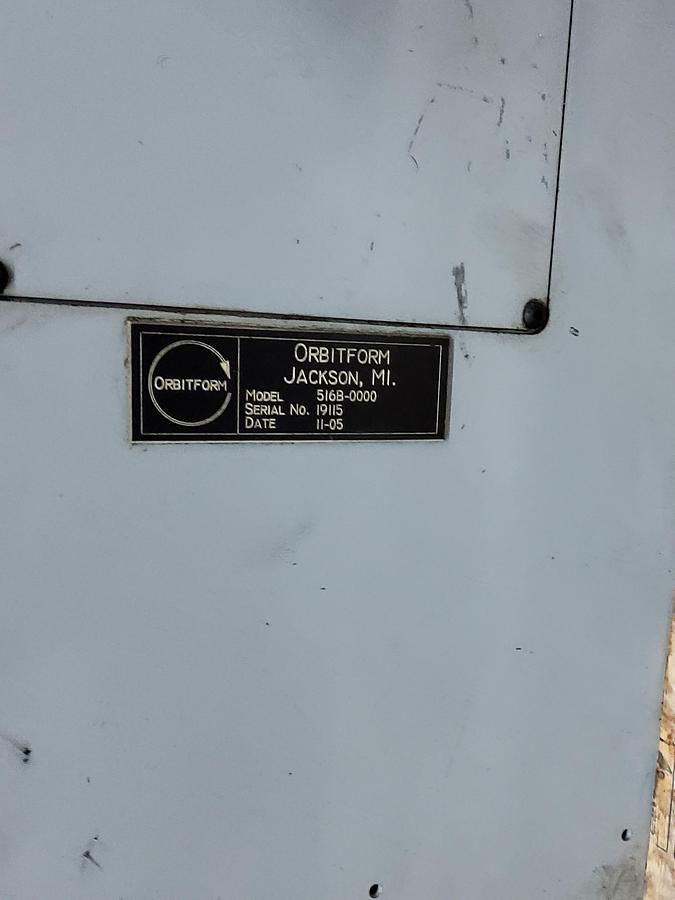 ORBITFORM
ORBITFORM
JACKSON, MI.
MODEL 516B-0000
SERIAL NO. 19115
DATE 11-05